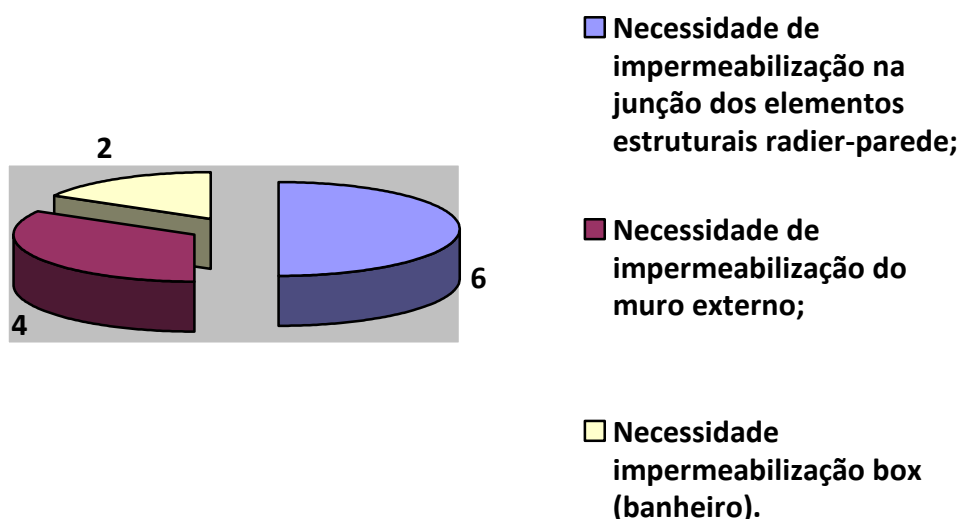 2
6
4
Necessidade de
impermeabilização na
junção dos elementos
estruturais radier-parede;
Necessidade de
impermeabilização do
muro externo;
Necessidade
impermeabilização box
(banheiro).